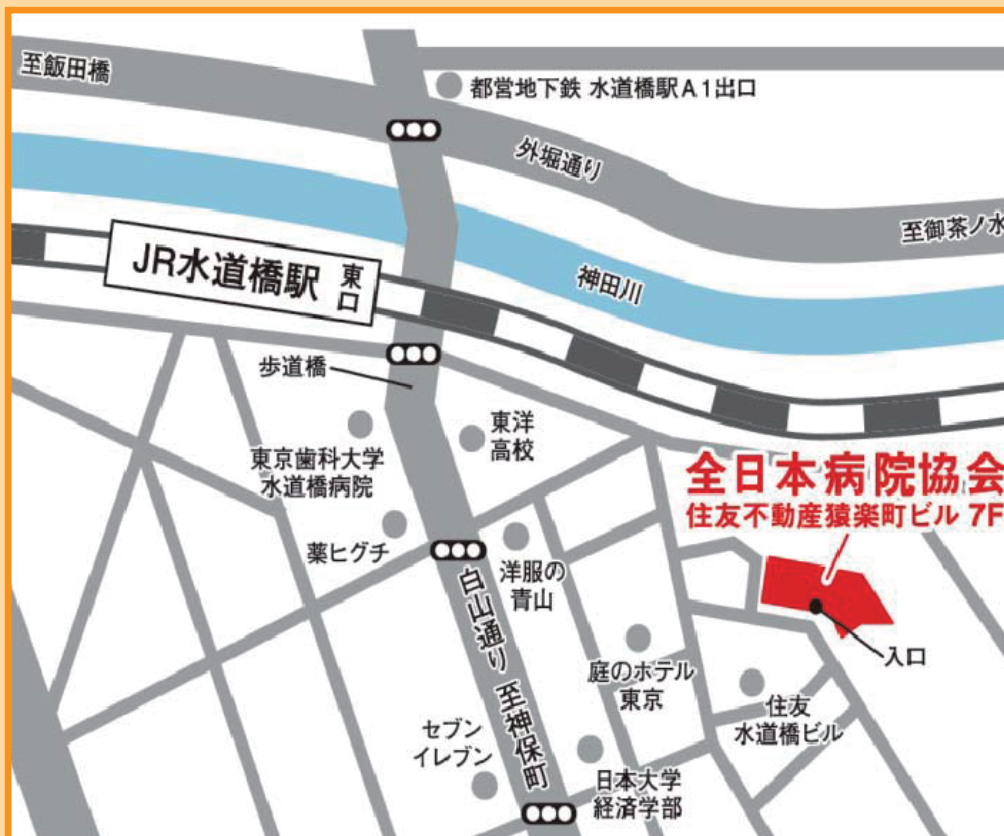 至飯田橋
都営地下鉄 水道橋駅A1出口
外堀通り
至御茶ノ水
JR水道橋駅 東口
神田川
歩道橋
東洋
高校
東京歯科大学
水道橋病院
全日本病院協会
住友不動産猿楽町ビル 7F
薬ヒグチ
洋服の
青山
白山通り 至神保町
入口
庭のホテル
東京
住友
水道橋ビル
セブン
イレブン
日本大学
経済学部